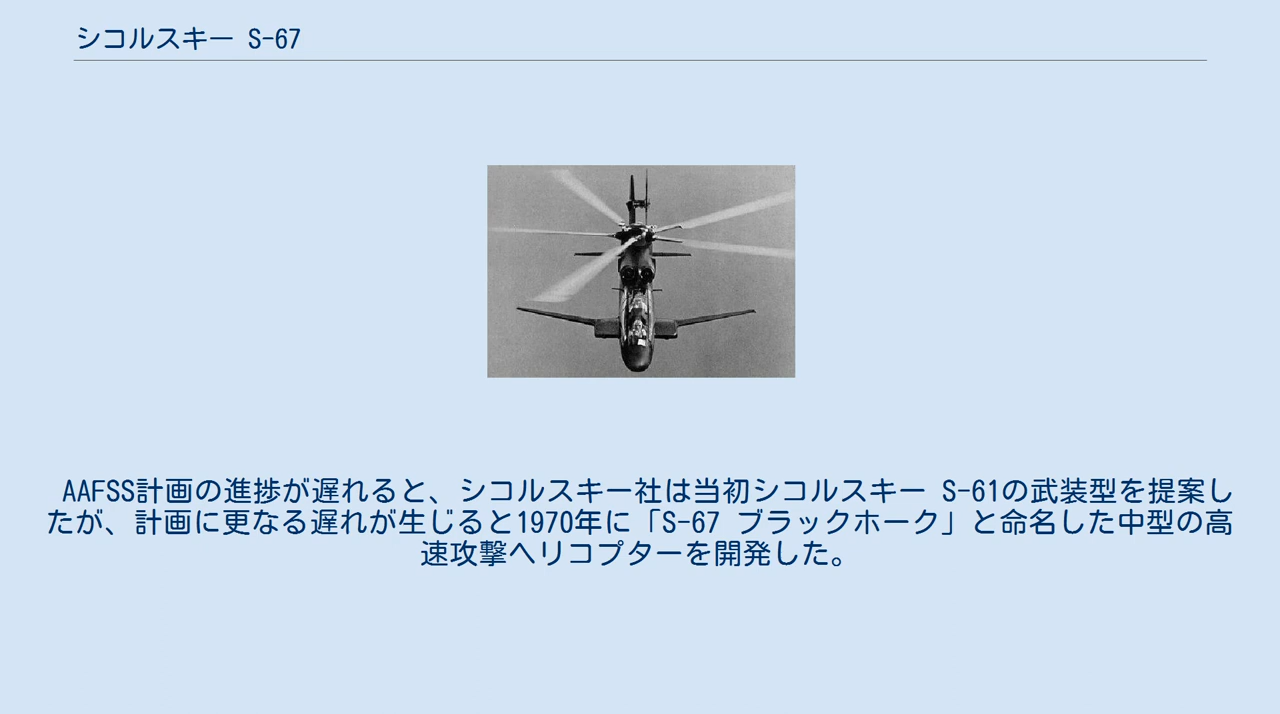 シコルスキー S-67
AAFSS計画の進捗が遅れると、シコルスキー社は当初シコルスキー S-61の武装型を提案し
たが、計画に更なる遅れが生じると1970年に「S-67 ブラックホーク」と命名した中型の高
速攻撃ヘリコプターを開発した。